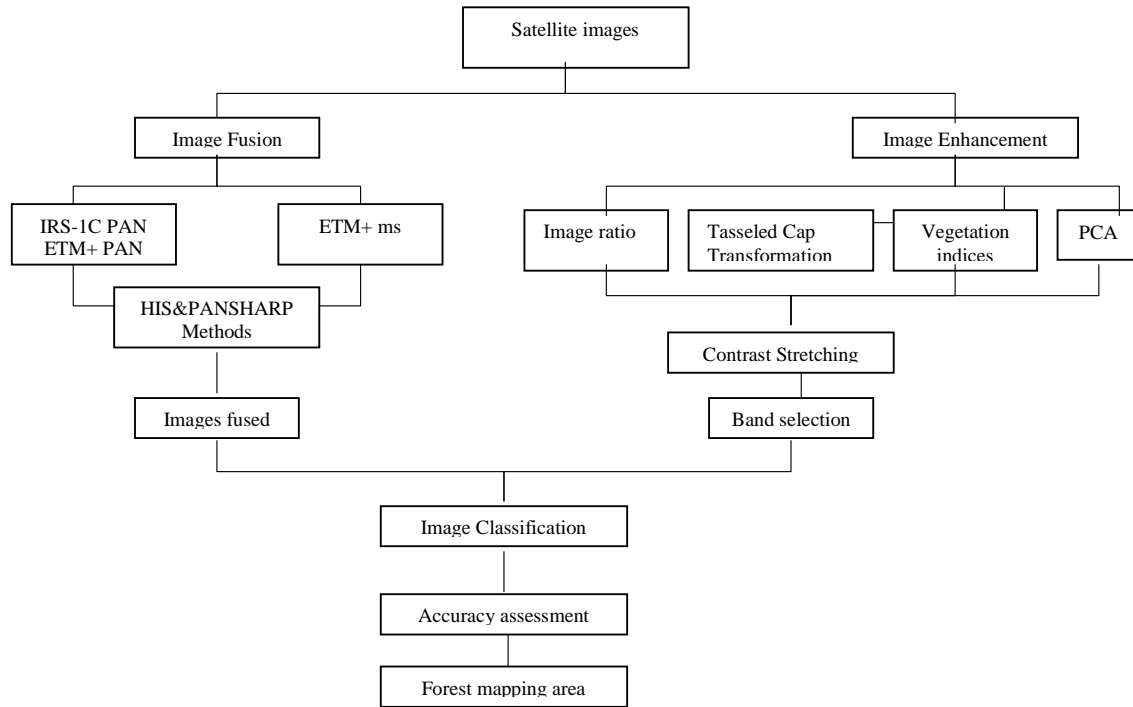 Satellite images
Image Fusion
Image Enhancement
IRS-1C PAN
ETM+ PAN
ETM+ ms
Image ratio
Tasseled Cap
Transformation
Vegetation
indices
PCA
HIS&PANSHARP
Methods
Contrast Stretching
Images fused
Band selection
Image Classification
Accuracy assessment
Forest mapping area